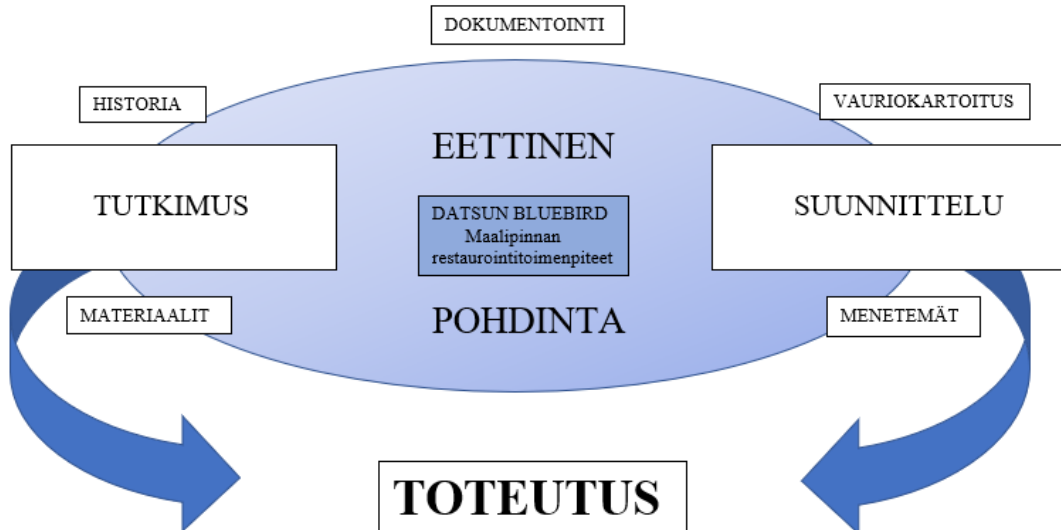 DOKUMENTOINTI
HISTORIA
VAURIOKARTOITUS
EETTINEN
TUTKIMUS
SUUNNITTELU
DATSUN BLUEBIRD
Maalipinnan
restaurointitoimenpiteet
MATERIAALIT
POHDINTA
MENETEMÄT
TOTEUTUS